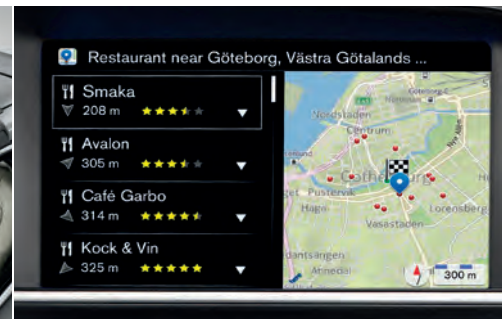 Restaurant near Göteborg, Västra Götalands ...
Smaka
208 m
Avalon
305 m
Café Garbo
314 m
Kock & Vin
325 m
Nordstaden
Centrum
Gothenburg
Pustervik
Haga
Vasastaden
Lorensberg
Annedal
300 m